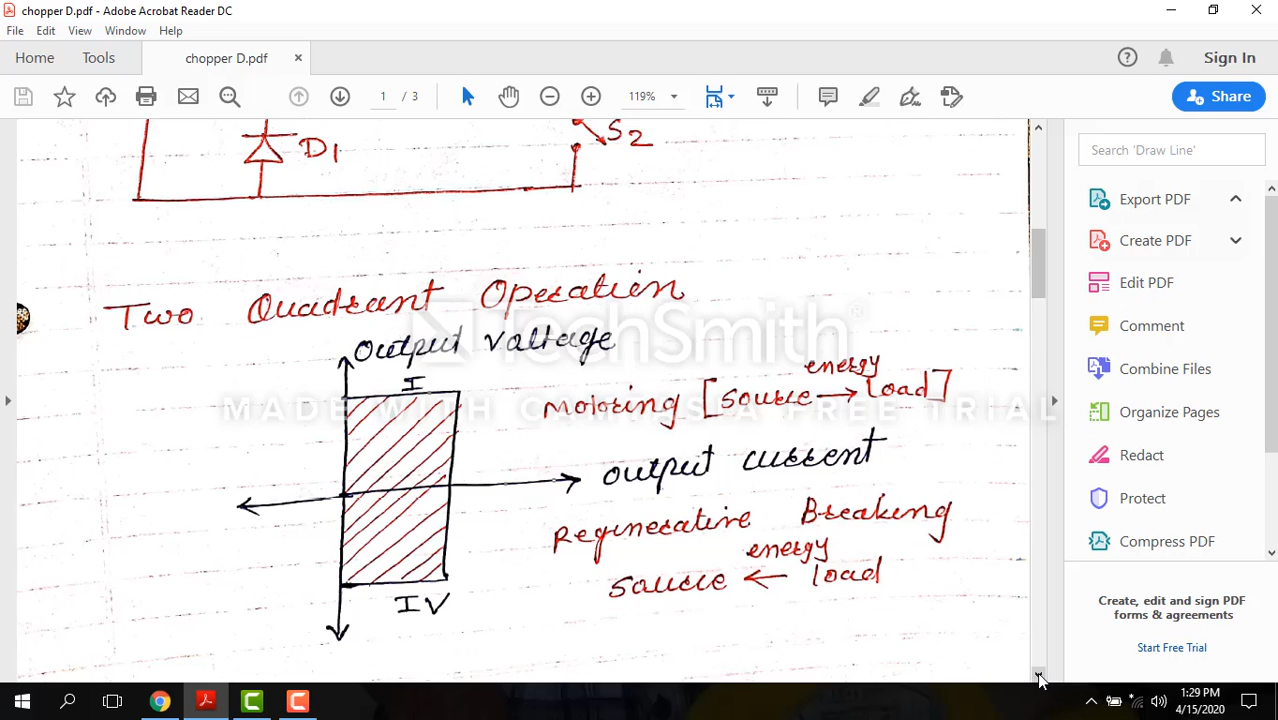 chopper D.pdf - Adobe Acrobat Reader DC
File Edit View Window Help
Home Tools chopper D.pdf × Sign In
1 / 3 119% Share
S2
D1
Search 'Draw Line'
Export PDF
Create PDF
Edit PDF
Comment
Combine Files
Organize Pages
Redact
Protect
Compress PDF
Create, edit and sign PDF
forms & agreements
Start Free Trial
Two Quadrant Operation
TechSmith®
MADE WITH CAMTASIA FREE TRIAL
Output voltage
I
energy
Motoring [Source → load]
output current
Regenerative Breaking
energy
source ← load
IV
1:29 PM
4/15/2020